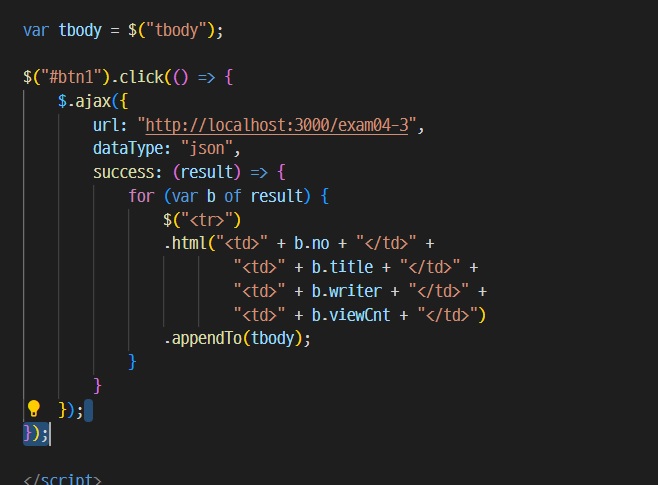 var tbody = $("tbody");
$("#btn1").click(() => {
$.ajax({
url: "http://localhost:3000/exam04-3",
dataType: "json",
success: (result) => {
for (var b of result) {
$("<tr>")
.html("<td>" + b.no + "</td>" +
"<td>" + b.title + "</td>" +
"<td>" + b.writer + "</td>" +
"<td>" + b.viewCnt + "</td>")
.appendTo(tbody);
}
}
});
});
</script>